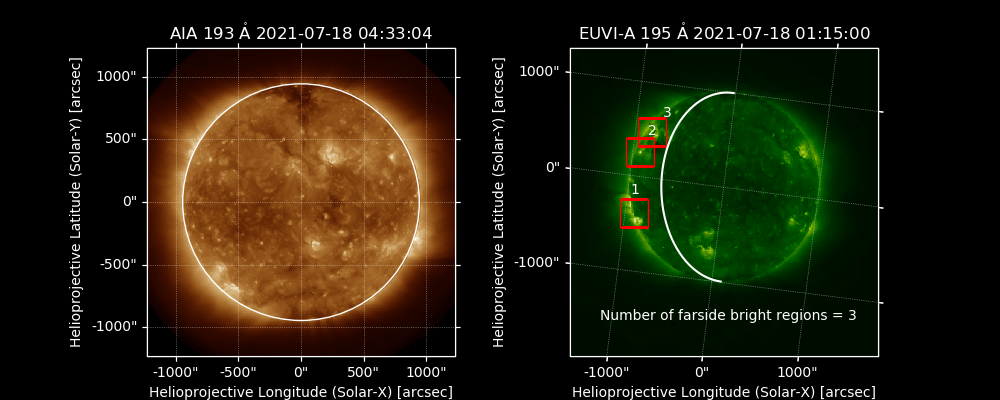 AIA 193 Å 2021-07-18 04:33:04
Helioprojective Latitude (Solar-Y) [arcsec]
1000"
500"
0"
-500"
-1000"
-1000"
-500"
0"
500"
1000"
Helioprojective Longitude (Solar-X) [arcsec]
EUVI-A 195 Å 2021-07-18 01:15:00
Helioprojective Latitude (Solar-Y) [arcsec]
1000"
0"
-1000"
3
2
1
Number of farside bright regions = 3
-1000"
0"
1000"
Helioprojective Longitude (Solar-X) [arcsec]